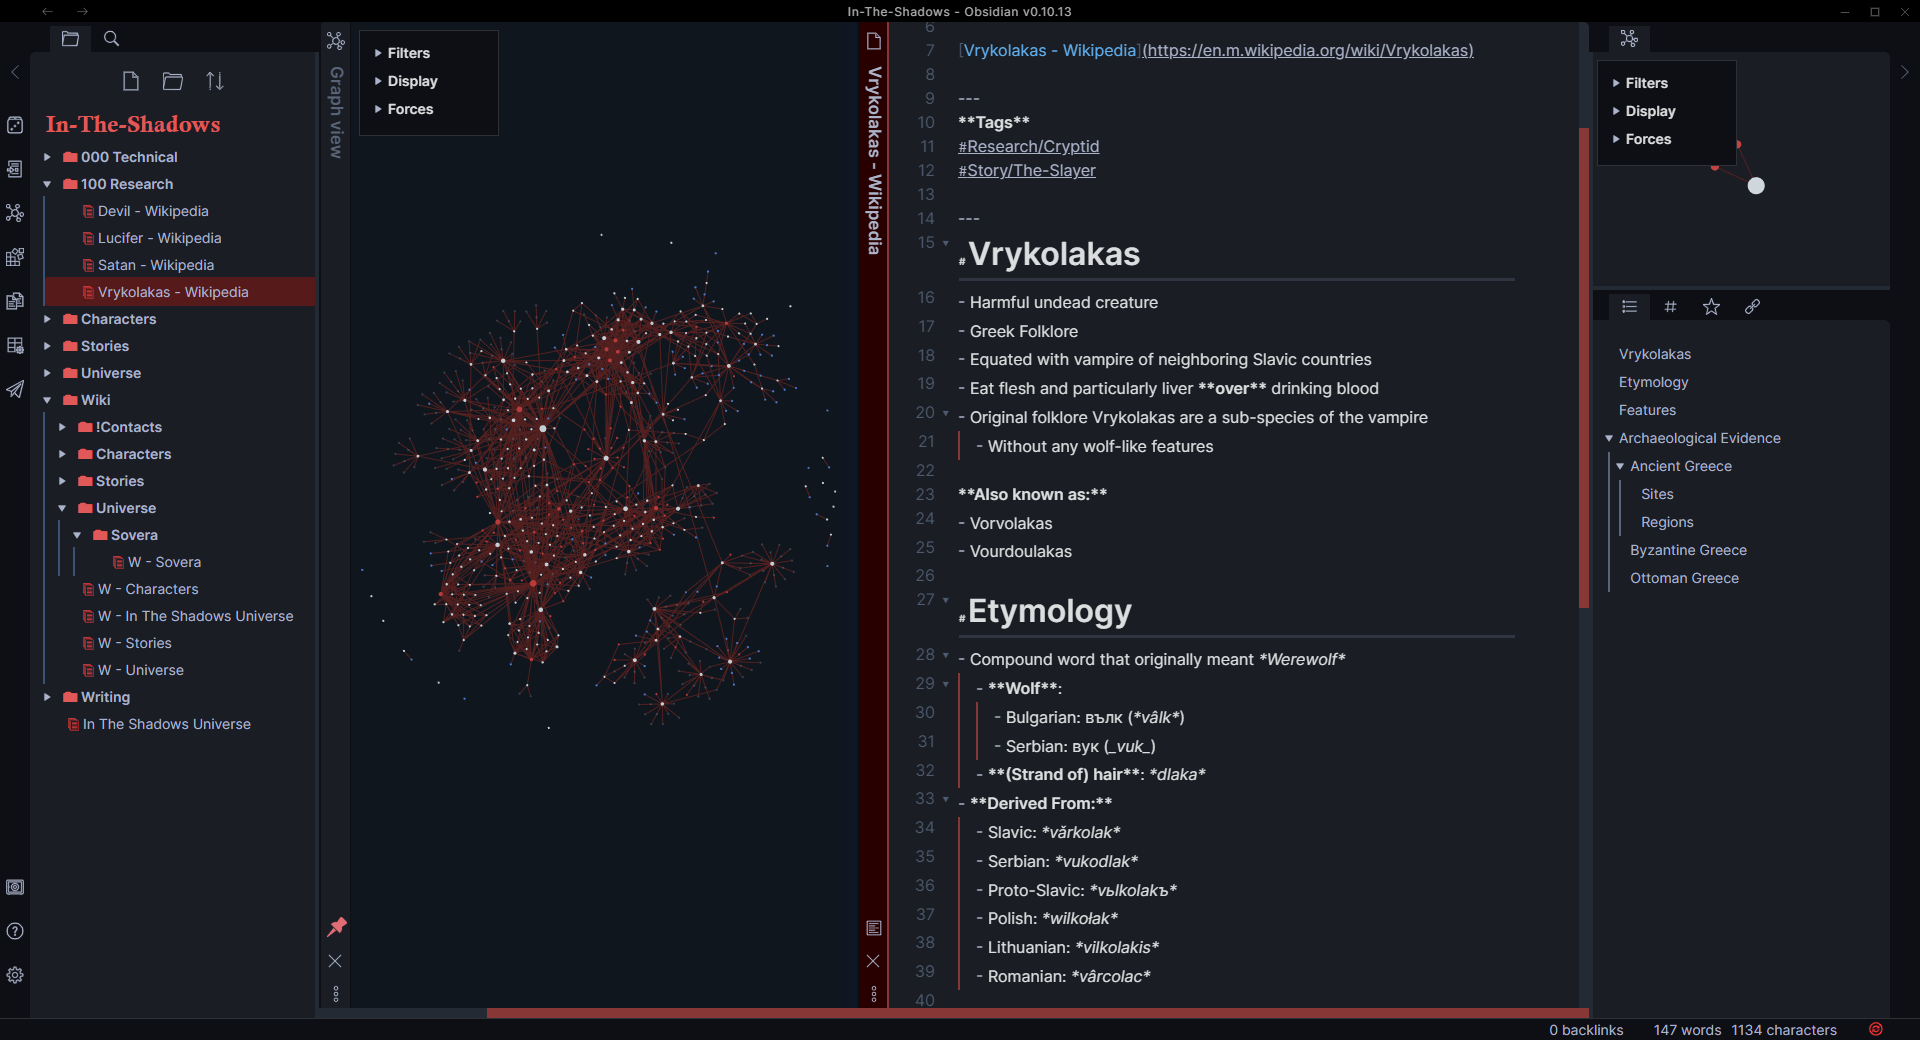 In-The-Shadows - Obsidian v0.10.13
In-The-Shadows
000 Technical
100 Research
Devil - Wikipedia
Lucifer - Wikipedia
Satan - Wikipedia
Vrykolakas - Wikipedia
Characters
Stories
Universe
Wiki
!Contacts
Characters
Stories
Universe
Sovera
W - Sovera
W - Characters
W - In The Shadows Universe
W - Stories
W - Universe
Writing
In The Shadows Universe
Graph view
Filters
Display
Forces
Vrykolakas - Wikipedia
6
7 [Vrykolakas - Wikipedia](https://en.m.wikipedia.org/wiki/Vrykolakas)
8
9 ---
10 **Tags**
11 #Research/Cryptid
12 #Story/The-Slayer
13
14 ---
15 # Vrykolakas
16 - Harmful undead creature
17 - Greek Folklore
18 - Equated with vampire of neighboring Slavic countries
19 - Eat flesh and particularly liver **over** drinking blood
20 - Original folklore Vrykolakas are a sub-species of the vampire
21 - Without any wolf-like features
22
23 **Also known as:**
24 - Vorvolakas
25 - Vourdoulakas
26
27 # Etymology
28 - Compound word that originally meant *Werewolf*
29 - **Wolf**:
30 - Bulgarian: вълк (*vâlk*)
31 - Serbian: вук (_vuk_)
32 - **(Strand of) hair**: *dlaka*
33 - **Derived From:**
34 - Slavic: *vărkolak*
35 - Serbian: *vukodlak*
36 - Proto-Slavic: *vьlkolakъ*
37 - Polish: *wilkołak*
38 - Lithuanian: *vilkolakis*
39 - Romanian: *vârcolac*
40
Filters
Display
Forces
Vrykolakas
Etymology
Features
Archaeological Evidence
Ancient Greece
Sites
Regions
Byzantine Greece
Ottoman Greece
0 backlinks 147 words 1134 characters